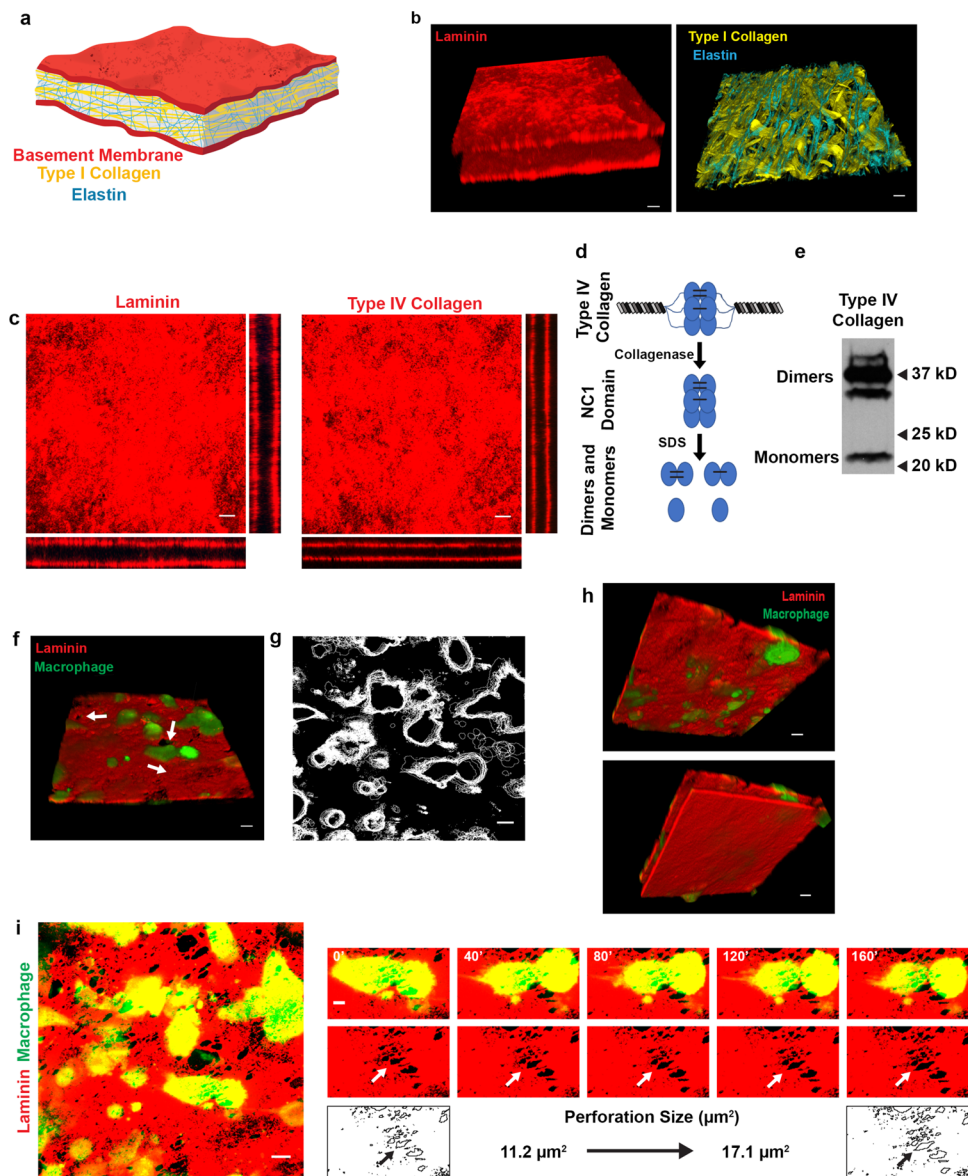 a
Basement Membrane
Type I Collagen
Elastin
b
Laminin
Type I Collagen
Elastin
c
Laminin
Type IV Collagen
d
Type IV
Collagen
Collagenase
NC1
Domain
SDS
Dimers and
Monomers
e
Type IV
Collagen
Dimers
37 kD
25 kD
Monomers
20 kD
f
Laminin
Macrophage
g
h
Laminin
Macrophage
i
Laminin Macrophage
0'
40'
80'
120'
160'
Perforation Size (µm²)
11.2 µm²
17.1 µm²